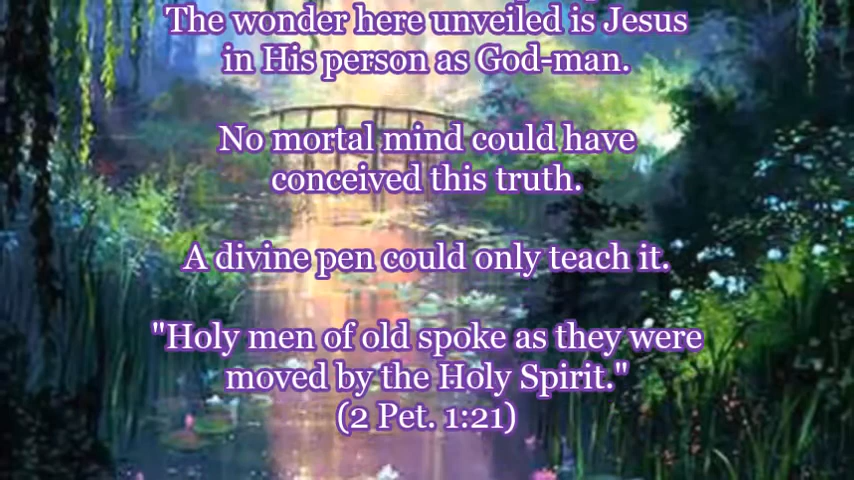 The wonder here unveiled is Jesus
in His person as God-man.
No mortal mind could have
conceived this truth.
A divine pen could only teach it.
"Holy men of old spoke as they were
moved by the Holy Spirit."
(2 Pet. 1:21)